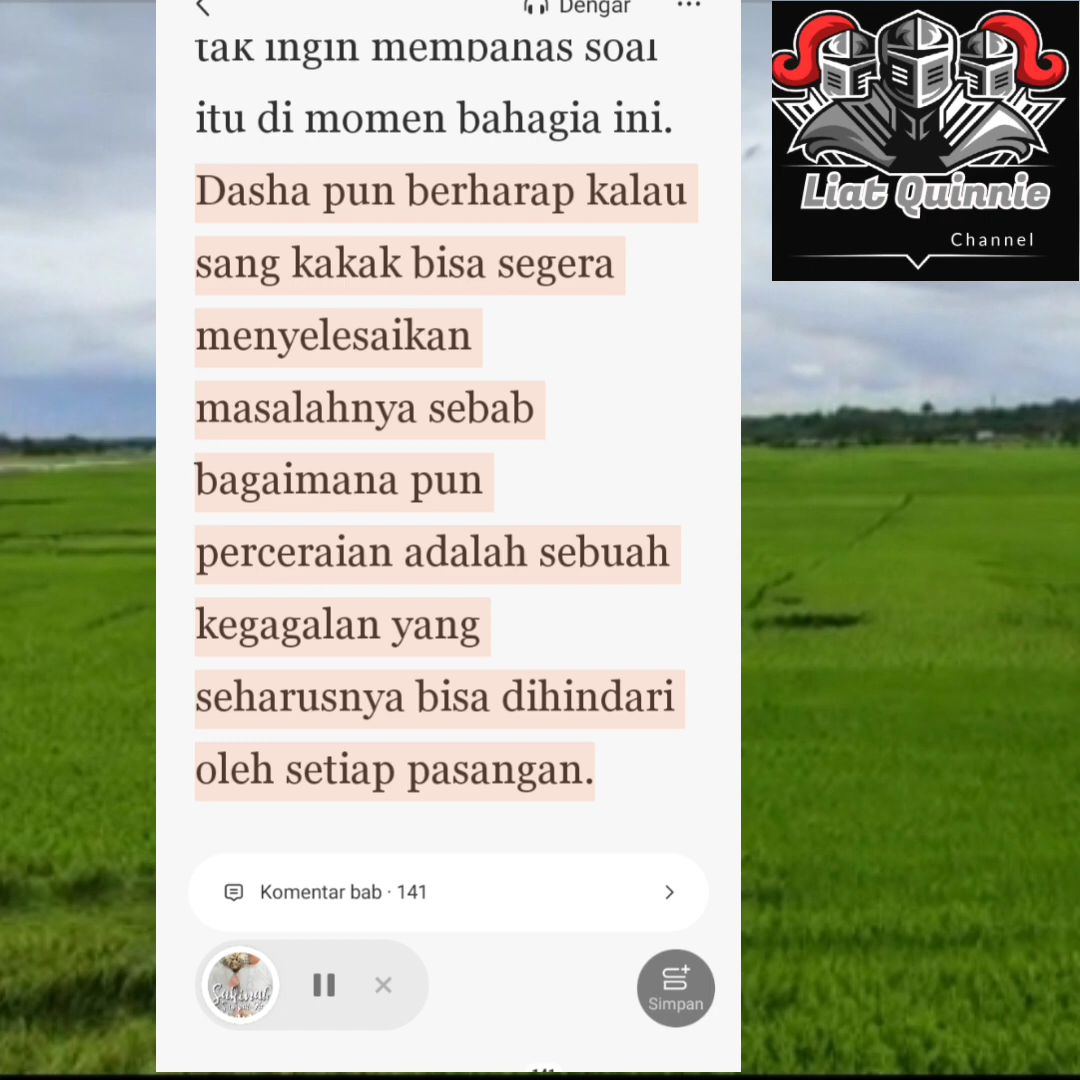 Dengar
tak ingin membahas soal
itu di momen bahagia ini.
Dasha pun berharap kalau
sang kakak bisa segera
menyelesaikan
masalahnya sebab
bagaimana pun
perceraian adalah sebuah
kegagalan yang
seharusnya bisa dihindari
oleh setiap pasangan.
Komentar bab · 141
Simpan
Liat Quinnie
Channel